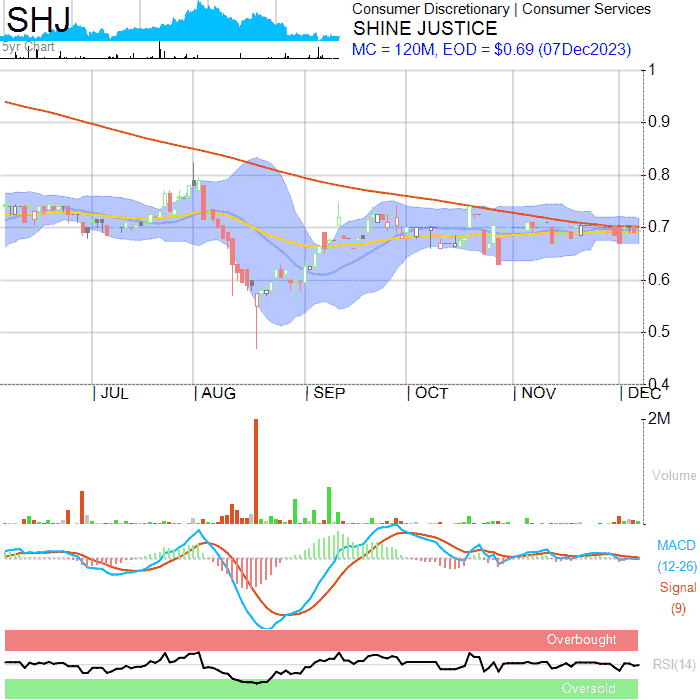 SHJ
5yr Chart
Consumer Discretionary | Consumer Services
SHINE JUSTICE
MC = 120M, EOD = $0.69 (07Dec2023)
1
0.9
0.8
0.7
0.6
0.5
0.4
JUL
AUG
SEP
OCT
NOV
DEC
2M
Volume
MACD
(12-26)
Signal
(9)
Overbought
RSI(14)
Oversold